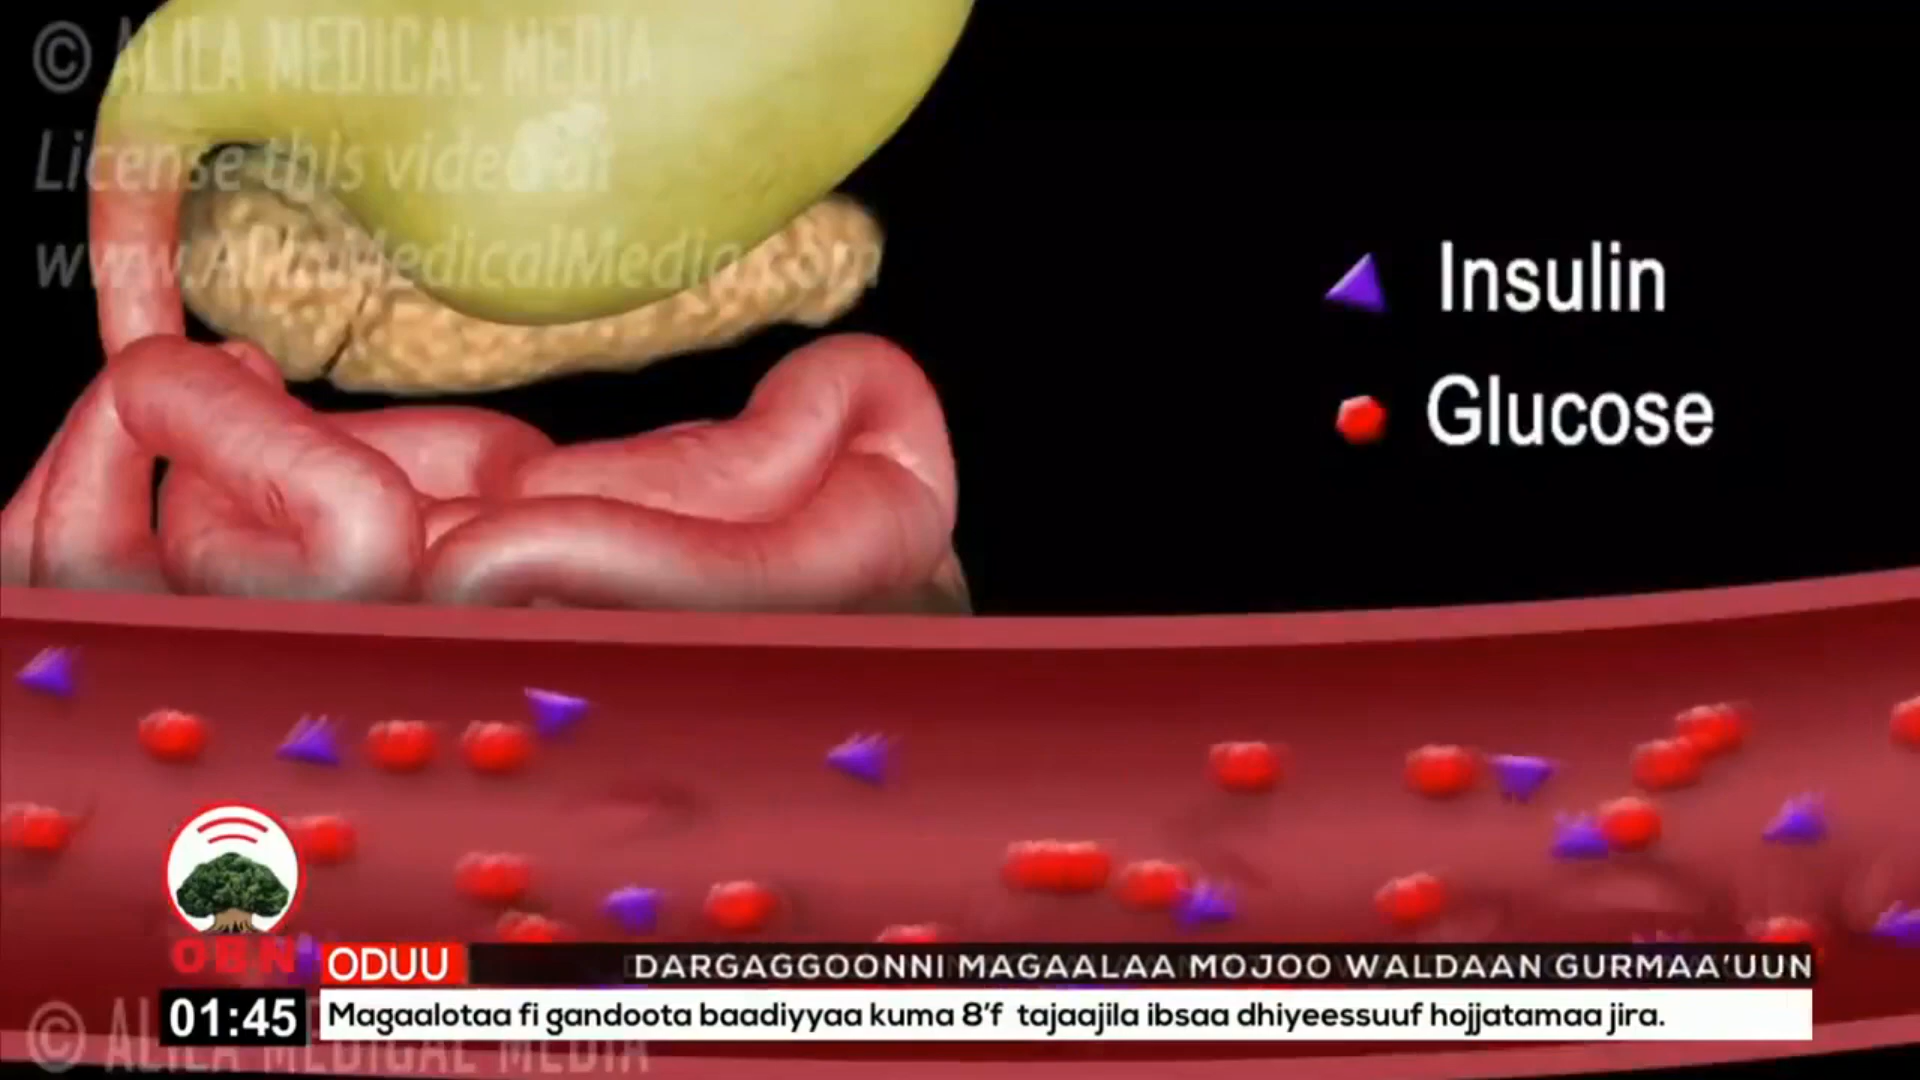 © ALILA MEDICAL MEDIA
License this video at
www.AlilaMedicalMedia.com
Insulin
Glucose
OBN
ODUU
DARGAGGOONNI MAGAALAA MOJOO WALDAAN GURMAA'UUN
01:45
Magaalotaa fi gandoota baadiyyaa kuma 8'f tajaajila ibsaa dhiyeessuuf hojjatamaa jira.
© ALILA MEDICAL MEDIA